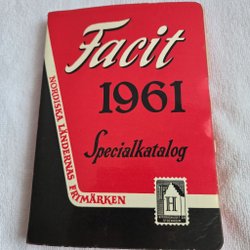 Facit
1961
Specialkatalog
NORDISKA LÄNDERNAS FRIMÄRKEN
H